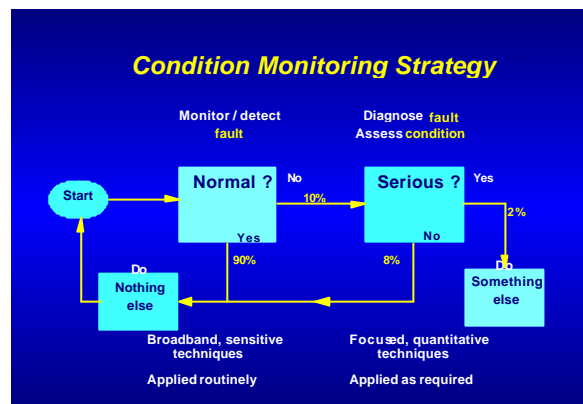 Condition Monitoring Strategy
Monitor / detect
fault
Diagnose fault
Assess condition
Start
Normal ?
No
10%
Serious ?
Yes
2%
Yes
90%
No
8%
Do
Nothing
else
Do
Something
else
Broadband, sensitive
techniques
Applied routinely
Focused, quantitative
techniques
Applied as required